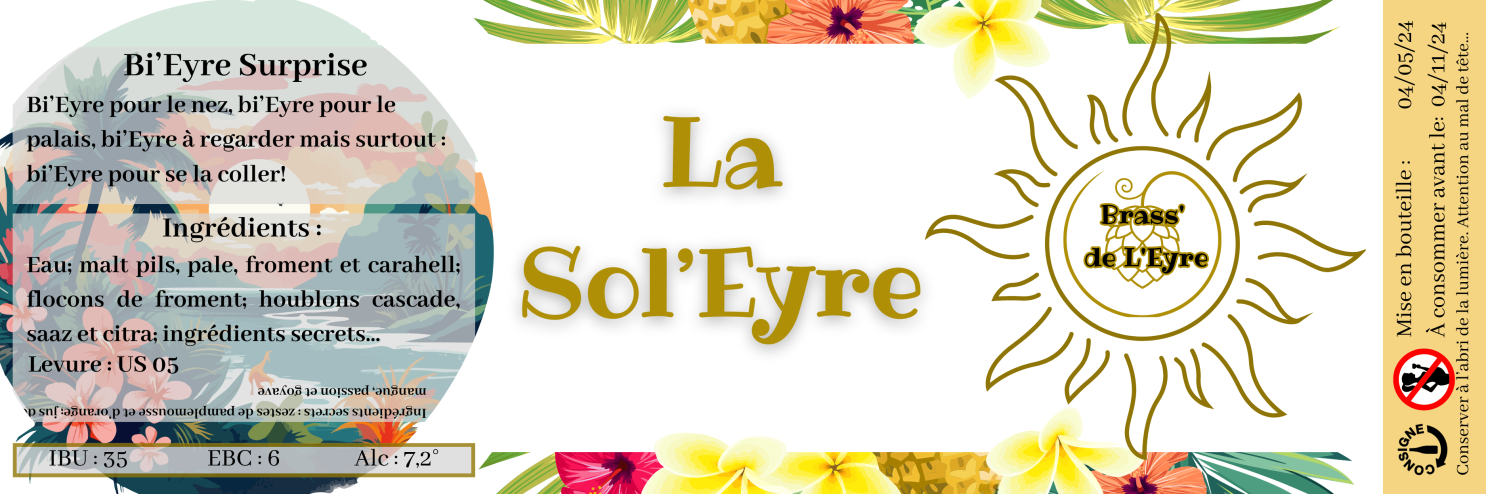 Bi’Eyre Surprise
Bi’Eyre pour le nez, bi’Eyre pour le
palais, bi’Eyre à regarder mais surtout :
bi’Eyre pour se la coller!
Ingrédients :
Eau; malt pils, pale, froment et carahell;
flocons de froment; houblons cascade,
saaz et citra; ingrédients secrets...
Levure : US 05
Ingrédients secrets : zestes de pamplemousse et d'orange; jus d
mangue, passion et goyave
IBU : 35 EBC : 6 Alc : 7,2°
La
Sol’Eyre
Brass'
de L'Eyre
Mise en bouteille : 04/05/24
À consommer avant le: 04/11/24
Conserver à l'abri de la lumière. Attention au mal de tête...
CONSIGNE